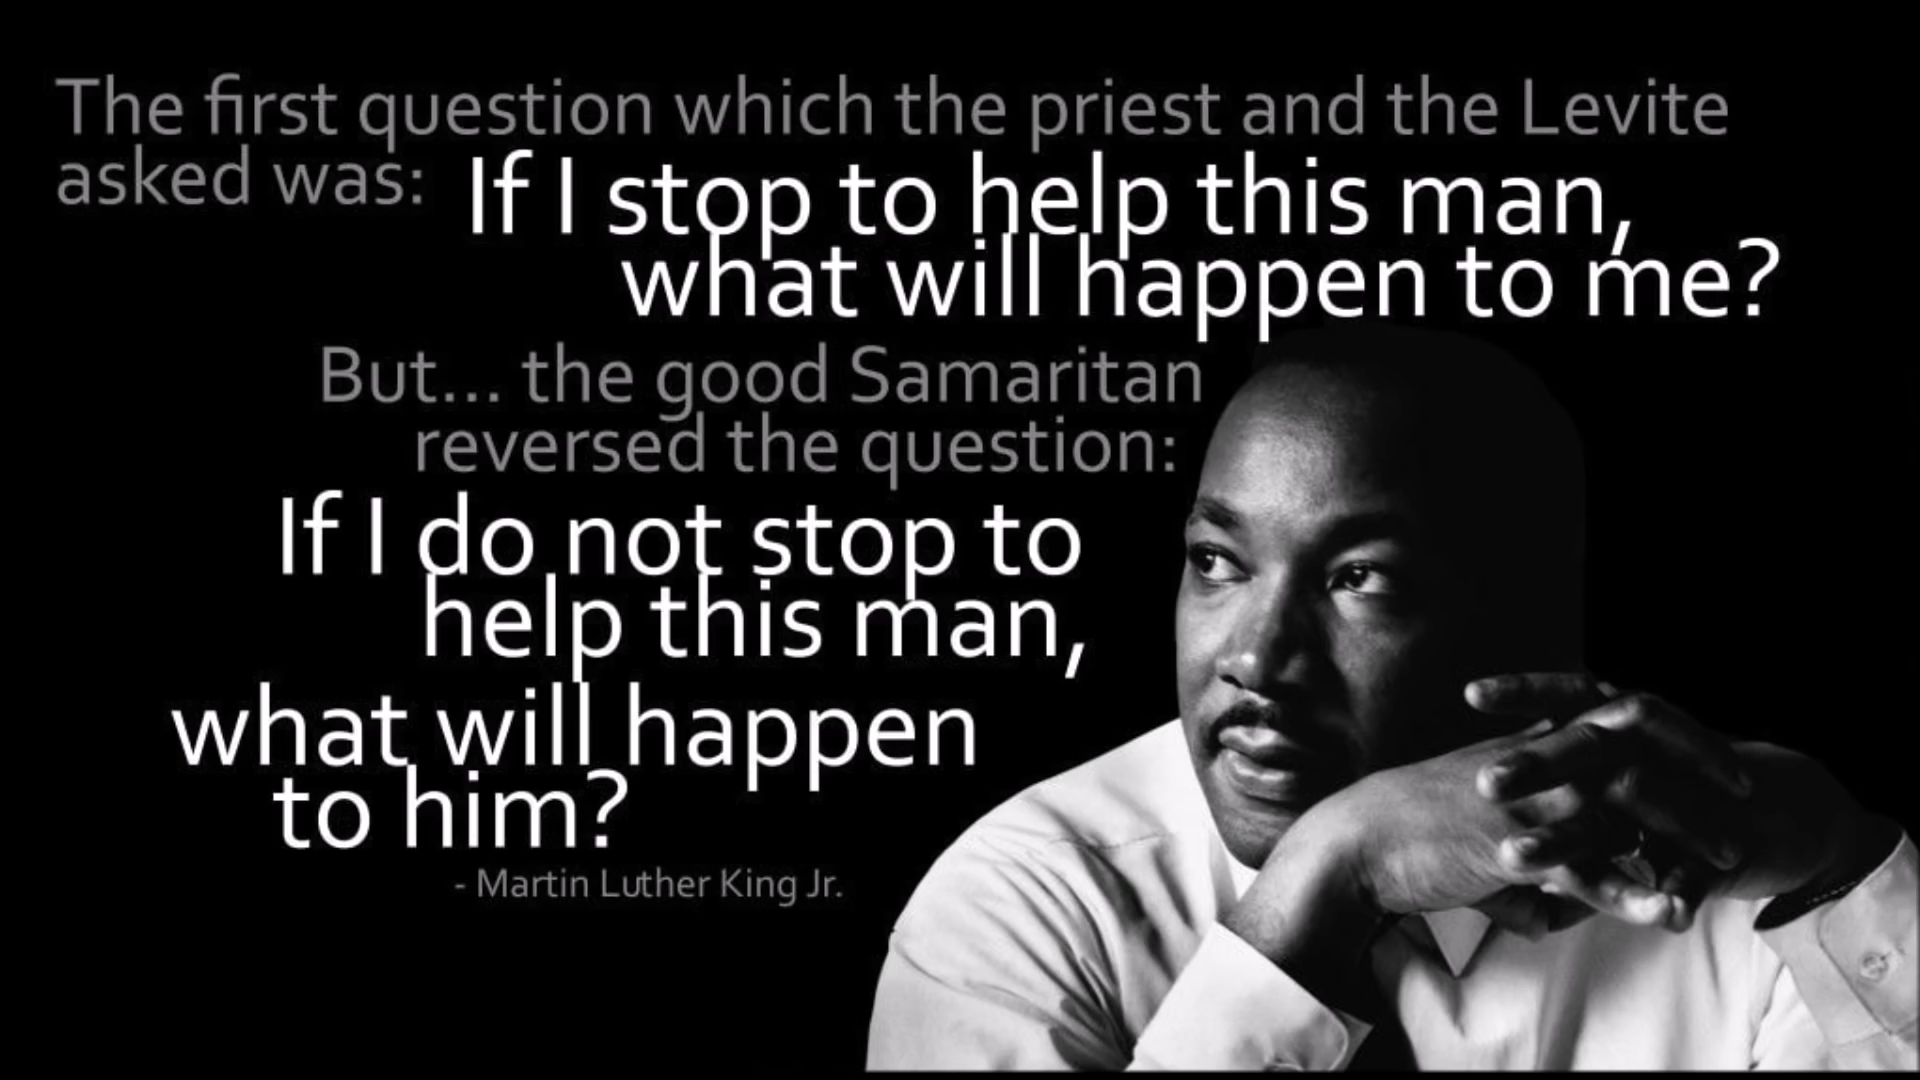 The first question which the priest and the Levite
asked was: If I stop to help this man,
what will happen to me?
But... the good Samaritan
reversed the question:
If I do not stop to
help this man,
what will happen
to him?
- Martin Luther King Jr.